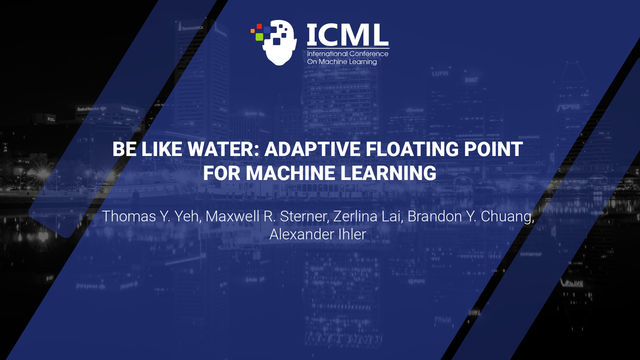 ICML
International Conference
On Machine Learning
BE LIKE WATER: ADAPTIVE FLOATING POINT
FOR MACHINE LEARNING
Thomas Y. Yeh, Maxwell R. Sterner, Zerlina Lai, Brandon Y. Chuang,
Alexander Ihler